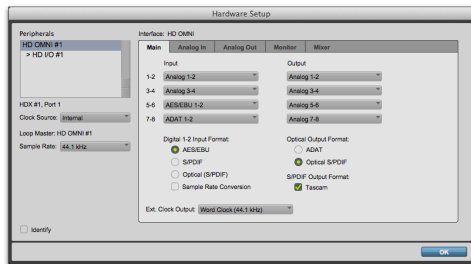 Hardware Setup
Peripherals
HD OMNI #1
> HD I/O #1
HDX #1, Port 1
Clock Source: Internal
Loop Master: HD OMNI #1
Sample Rate: 44.1 kHz
Identify
Interface: HD OMNI
Main Analog In Analog Out Monitor Mixer
Input Output
1-2 Analog 1-2 Analog 1-2
3-4 Analog 3-4 Analog 3-4
5-6 AES/EBU 1-2 Analog 5-6
7-8 ADAT 1-2 Analog 7-8
Digital 1-2 Input Format:
AES/EBU
S/PDIF
Optical (S/PDIF)
Sample Rate Conversion
Optical Output Format:
ADAT
Optical S/PDIF
S/PDIF Output Format:
Tascam
Ext. Clock Output: Word Clock (44.1 kHz)
OK